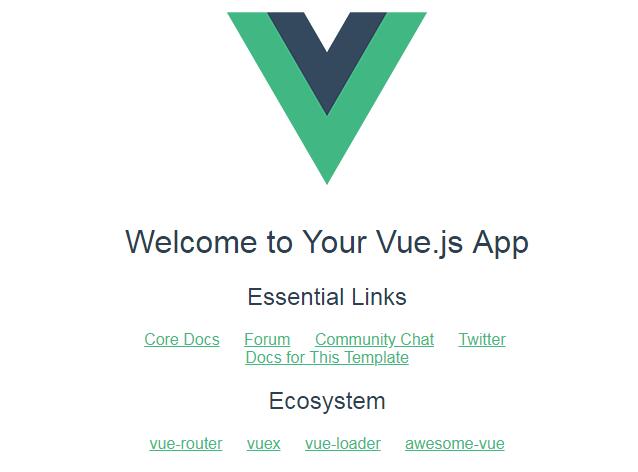 Welcome to Your Vue.js App
Essential Links
Core Docs Forum Community Chat Twitter
Docs for This Template
Ecosystem
vue-router vuex vue-loader awesome-vue